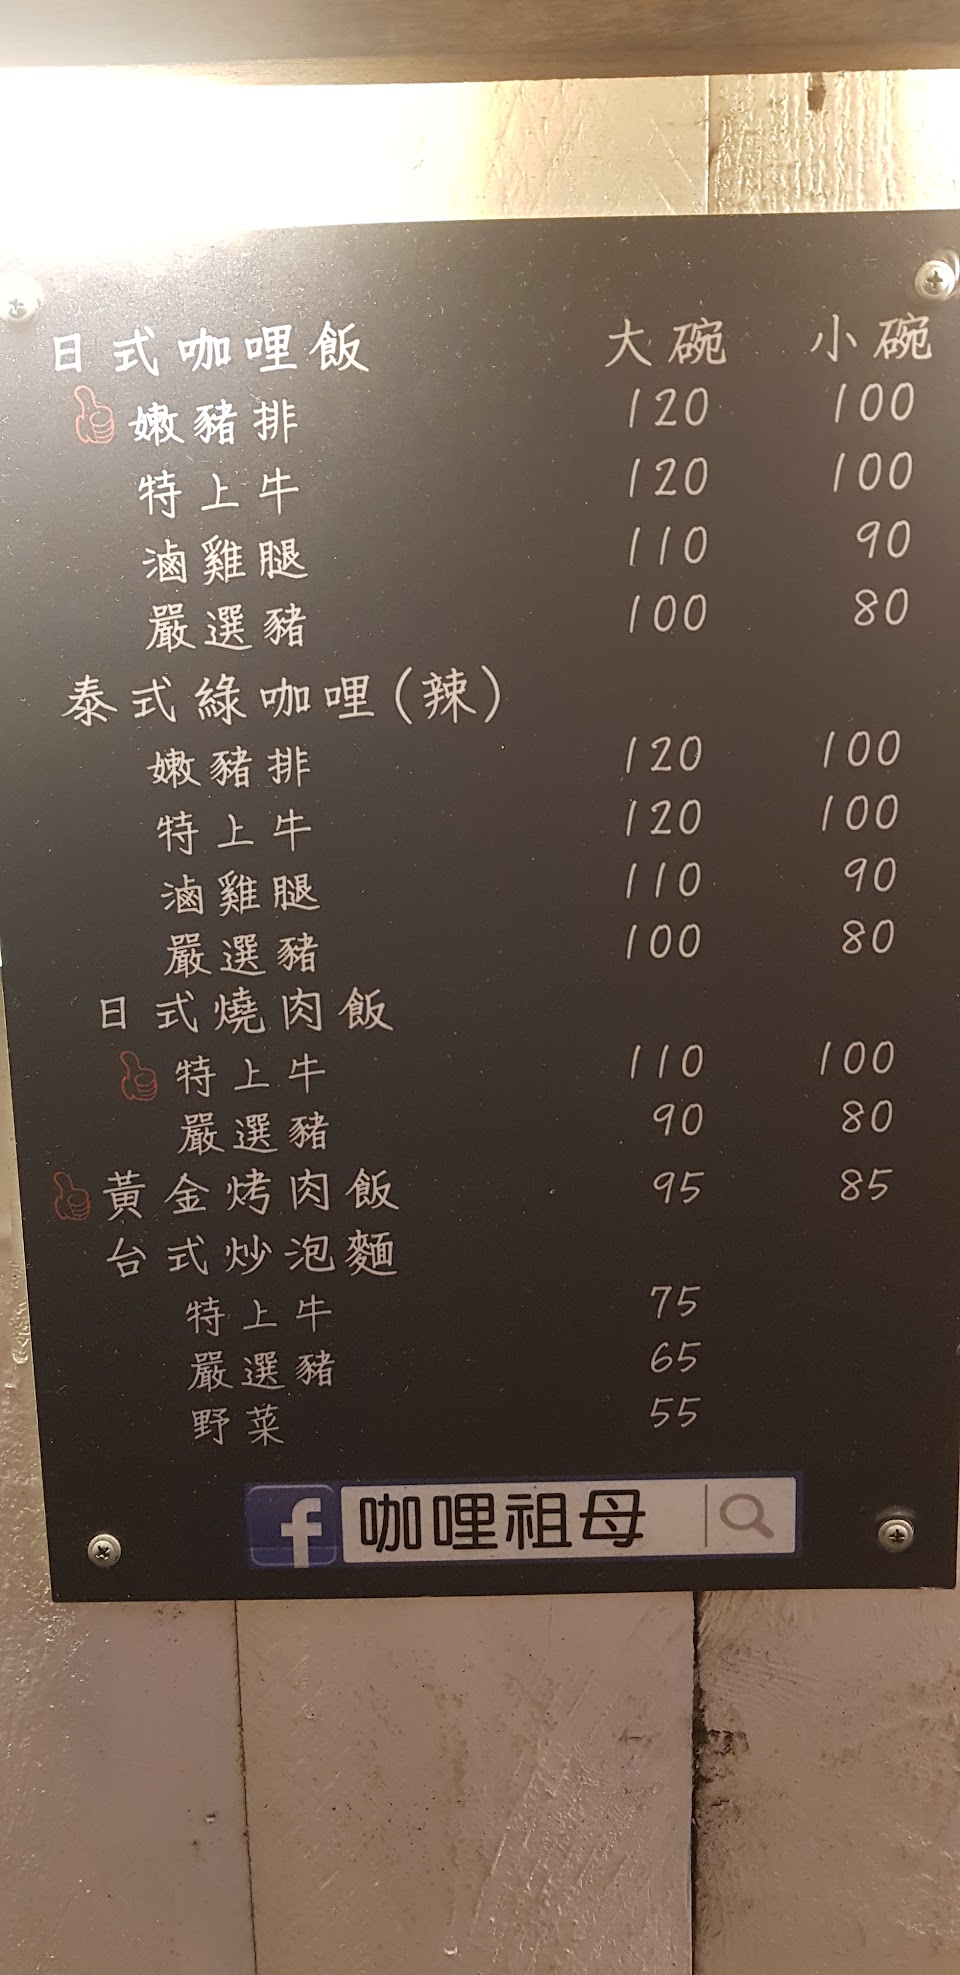 日式咖哩飯 大碗 小碗
嫩豬排 120 100
特上牛 120 100
滷雞腿 110 90
嚴選豬 100 80
泰式綠咖哩(辣)
嫩豬排 120 100
特上牛 120 100
滷雞腿 110 90
嚴選豬 100 80
日式燒肉飯
特上牛 110 100
嚴選豬 90 80
黃金烤肉飯 95 85
台式炒泡麵
特上牛 75
嚴選豬 65
野菜 55
f 咖哩祖母